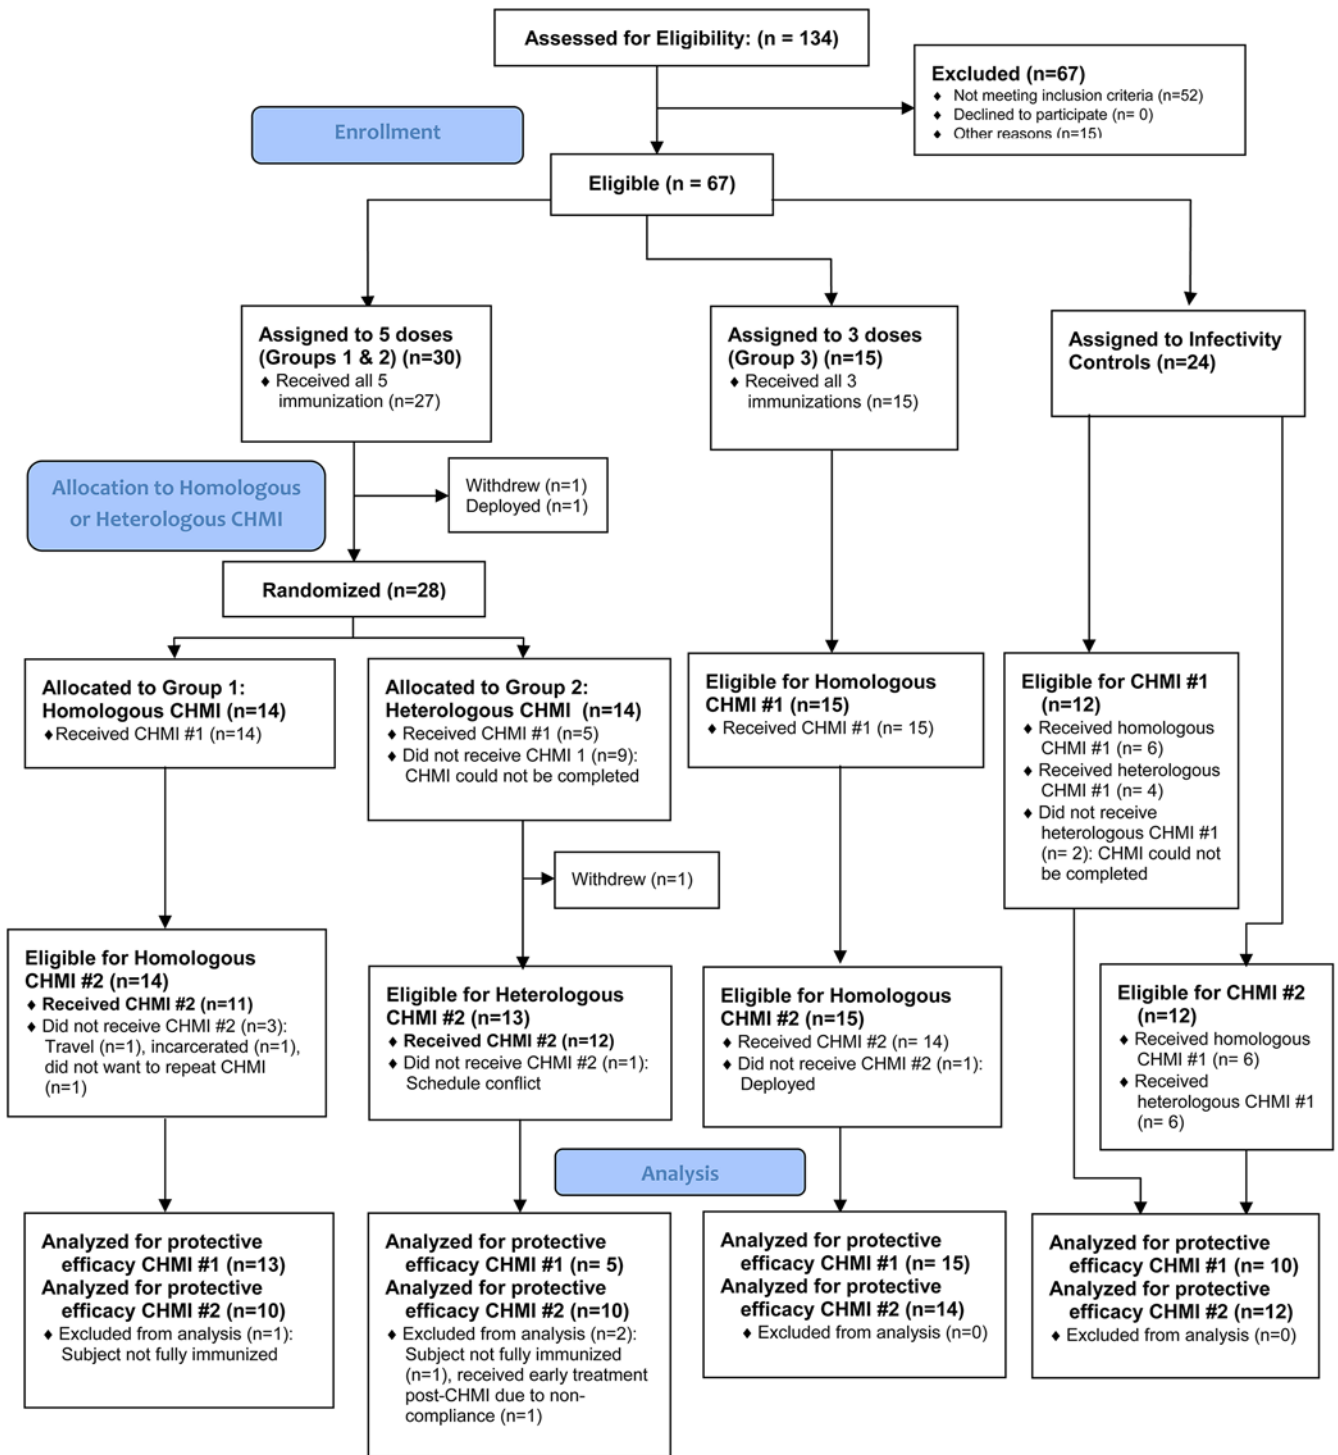 Assessed for Eligibility: (n = 134)
Excluded (n=67)
♦ Not meeting inclusion criteria (n=52)
♦ Declined to participate (n= 0)
♦ Other reasons (n=15)
Enrollment
Eligible (n = 67)
Assigned to 5 doses
(Groups 1 & 2) (n=30)
♦ Received all 5
immunization (n=27)
Assigned to 3 doses
(Group 3) (n=15)
♦ Received all 3
immunizations (n=15)
Assigned to Infectivity
Controls (n=24)
Allocation to Homologous
or Heterologous CHMI
Withdrew (n=1)
Deployed (n=1)
Randomized (n=28)
Allocated to Group 1:
Homologous CHMI (n=14)
♦Received CHMI #1 (n=14)
Allocated to Group 2:
Heterologous CHMI (n=14)
♦ Received CHMI #1 (n=5)
♦ Did not receive CHMI 1 (n=9):
CHMI could not be completed
Eligible for Homologous
CHMI #1 (n=15)
♦ Received CHMI #1 (n= 15)
Eligible for CHMI #1
(n=12)
♦ Received homologous
CHMI #1 (n= 6)
♦ Received heterologous
CHMI #1 (n= 4)
♦ Did not receive
heterologous CHMI #1
(n= 2): CHMI could not
be completed
Withdrew (n=1)
Eligible for Homologous
CHMI #2 (n=14)
♦ Received CHMI #2 (n=11)
♦ Did not receive CHMI #2 (n=3):
Travel (n=1), incarcerated (n=1),
did not want to repeat CHMI
(n=1)
Eligible for Heterologous
CHMI #2 (n=13)
♦ Received CHMI #2 (n=12)
♦ Did not receive CHMI #2 (n=1):
Schedule conflict
Eligible for Homologous
CHMI #2 (n=15)
♦ Received CHMI #2 (n= 14)
♦ Did not receive CHMI #2 (n=1):
Deployed
Eligible for CHMI #2
(n=12)
♦ Received homologous
CHMI #1 (n= 6)
♦ Received
heterologous CHMI #1
(n= 6)
Analysis
Analyzed for protective
efficacy CHMI #1 (n=13)
Analyzed for protective
efficacy CHMI #2 (n=10)
♦ Excluded from analysis (n=1):
Subject not fully immunized
Analyzed for protective
efficacy CHMI #1 (n= 5)
Analyzed for protective
efficacy CHMI #2 (n=10)
♦ Excluded from analysis (n=2):
Subject not fully immunized
(n=1), received early treatment
post-CHMI due to non-
compliance (n=1)
Analyzed for protective
efficacy CHMI #1 (n= 15)
Analyzed for protective
efficacy CHMI #2 (n=14)
♦ Excluded from analysis (n=0)
Analyzed for protective
efficacy CHMI #1 (n= 10)
Analyzed for protective
efficacy CHMI #2 (n=12)
♦ Excluded from analysis (n=0)